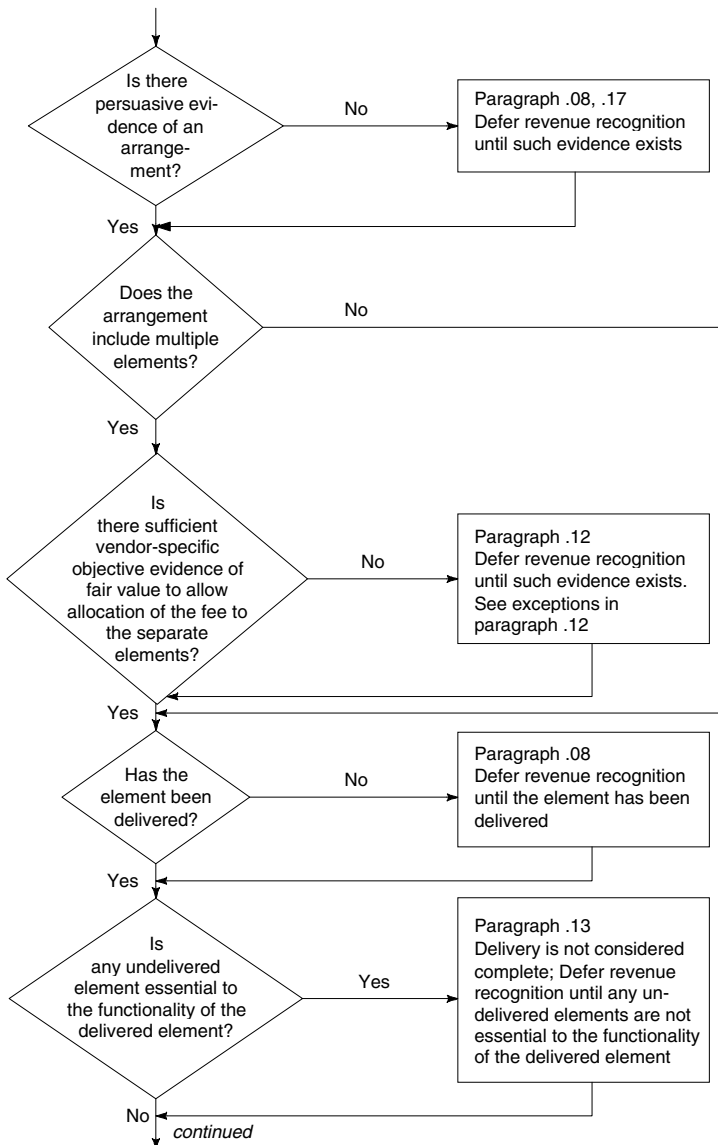 Is there
persuasive evi-
dence of an
arrange-
ment?
No
Paragraph .08, .17
Defer revenue recognition
until such evidence exists
Yes
Does the
arrangement
include multiple
elements?
No
Yes
Is
there sufficient
vendor-specific
objective evidence of
fair value to allow
allocation of the fee to
the separate
elements?
No
Paragraph .12
Defer revenue recognition
until such evidence exists.
See exceptions in
paragraph .12
Yes
Has the
element been
delivered?
No
Paragraph .08
Defer revenue recognition
until the element has been
delivered
Yes
Is
any undelivered
element essential to
the functionality of the
delivered element?
Yes
Paragraph .13
Delivery is not considered
complete; Defer revenue
recognition until any un-
delivered elements are not
essential to the functionality
of the delivered element
No
continued